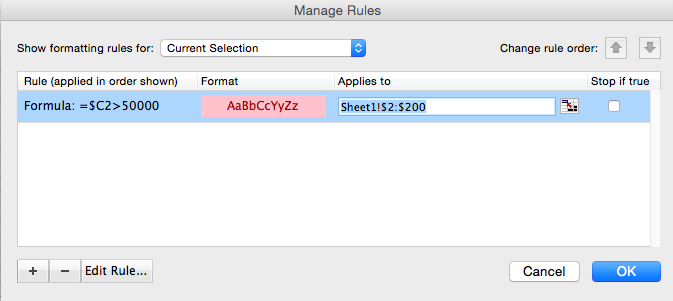 Manage Rules
Show formatting rules for: Current Selection Change rule order:
Rule (applied in order shown) Format Applies to Stop if true
Formula: =$C2>50000 AaBbCcYyZz Sheet1!$2:$200
+ − Edit Rule... Cancel OK